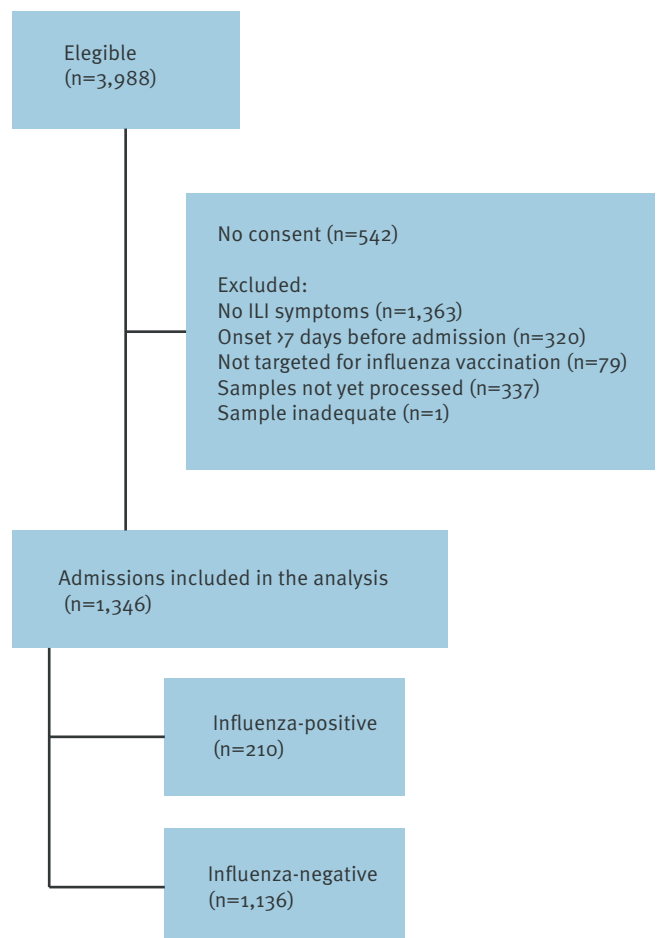 Elegible
(n=3,988)
No consent (n=542)
Excluded:
No ILI symptoms (n=1,363)
Onset >7 days before admission (n=320)
Not targeted for influenza vaccination (n=79)
Samples not yet processed (n=337)
Sample inadequate (n=1)
Admissions included in the analysis
(n=1,346)
Influenza-positive
(n=210)
Influenza-negative
(n=1,136)